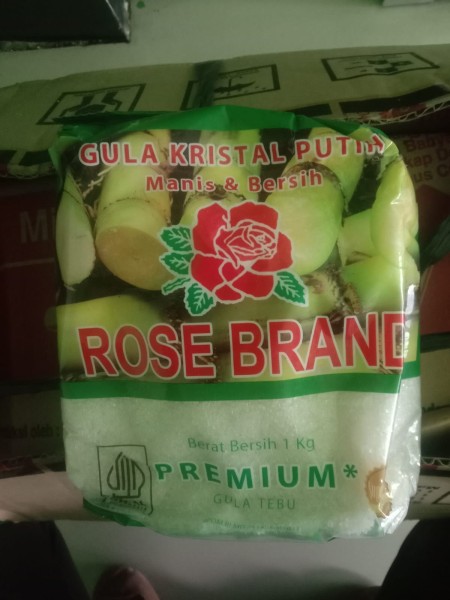 GULA KRISTAL PUTIH
Manis & Bersih
ROSE BRAND
Berat Bersih 1 Kg
PREMIUM*
GULA TEBU